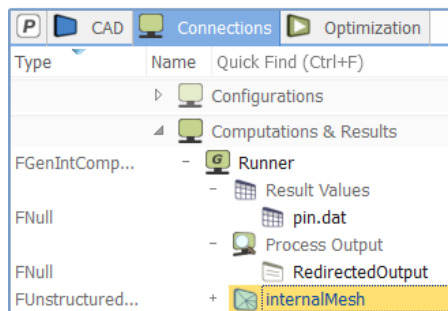 P CAD Connections Optimization
Type Name Quick Find (Ctrl+F)
Configurations
Computations & Results
FGenIntComp... - G Runner
- Result Values
FNull pin.dat
- Process Output
FNull RedirectedOutput
FUnstructured... + internalMesh